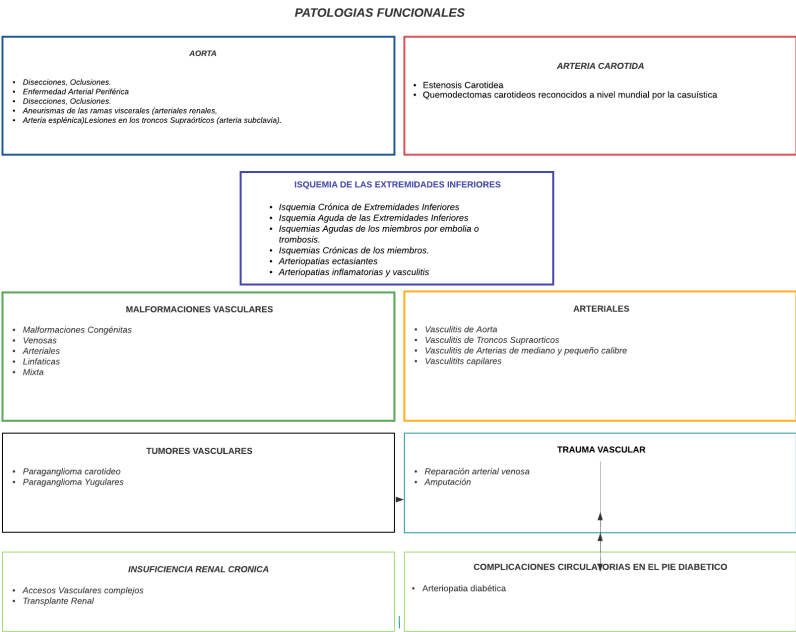 PATOLOGIAS FUNCIONALES
AORTA
• Disecciones, Oclusiones.
• Enfermedad Arterial Periférica
• Disecciones, Oclusiones.
• Aneurismas de las ramas viscerales (arteriales renales,
• Arteria esplénica)Lesiones en los troncos Supraórticos (arteria subclavia).
ARTERIA CAROTIDA
• Estenosis Carotidea
• Quemodectomas carotideos reconocidos a nivel mundial por la casuística
ISQUEMIA DE LAS EXTREMIDADES INFERIORES
• Isquemia Crónica de Extremidades Inferiores
• Isquemia Aguda de las Extremidades Inferiores
• Isquemias Agudas de los miembros por embolia o
trombosis.
• Isquemias Crónicas de los miembros.
• Arteriopatias ectasiantes
• Arteriopatias inflamatorias y vasculitis
MALFORMACIONES VASCULARES
• Malformaciones Congénitas
• Venosas
• Arteriales
• Linfaticas
• Mixta
ARTERIALES
• Vasculitis de Aorta
• Vasculitis de Troncos Supraorticos
• Vasculitis de Arterias de mediano y pequeño calibre
• Vasculitits capilares
TUMORES VASCULARES
• Paraganglioma carotideo
• Paraganglioma Yugulares
TRAUMA VASCULAR
• Reparación arterial venosa
• Amputación
INSUFICIENCIA RENAL CRONICA
• Accesos Vasculares complejos
• Transplante Renal
COMPLICACIONES CIRCULATORIAS EN EL PIE DIABETICO
• Arteriopatia diabética